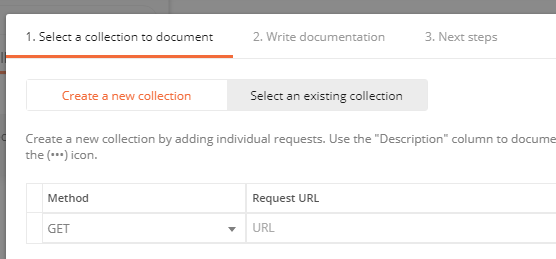 1. Select a collection to document 2. Write documentation 3. Next steps
Create a new collection Select an existing collection
Create a new collection by adding individual requests. Use the "Description" column to docume
the (•••) icon.
Method Request URL
GET URL